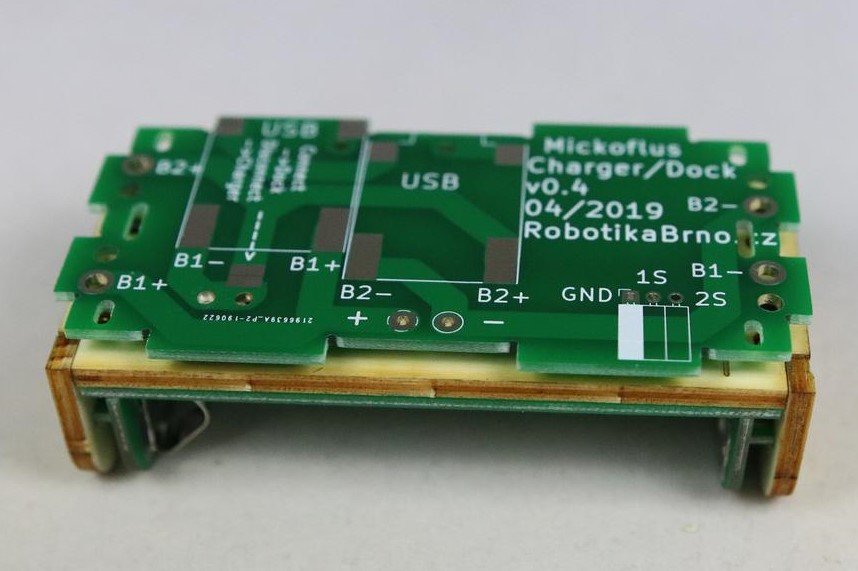 B2+
USB
Connect
->Dock
Disconnect
->Charger
B1-
B1+
B1+
USB
B2-
B2+
+
-
2196639A_P2-190622
Mickoflus
Charger/Dock
v0.4
04/2019
RobotikaBrno.cz
B2-
B1-
1S
GND
2S